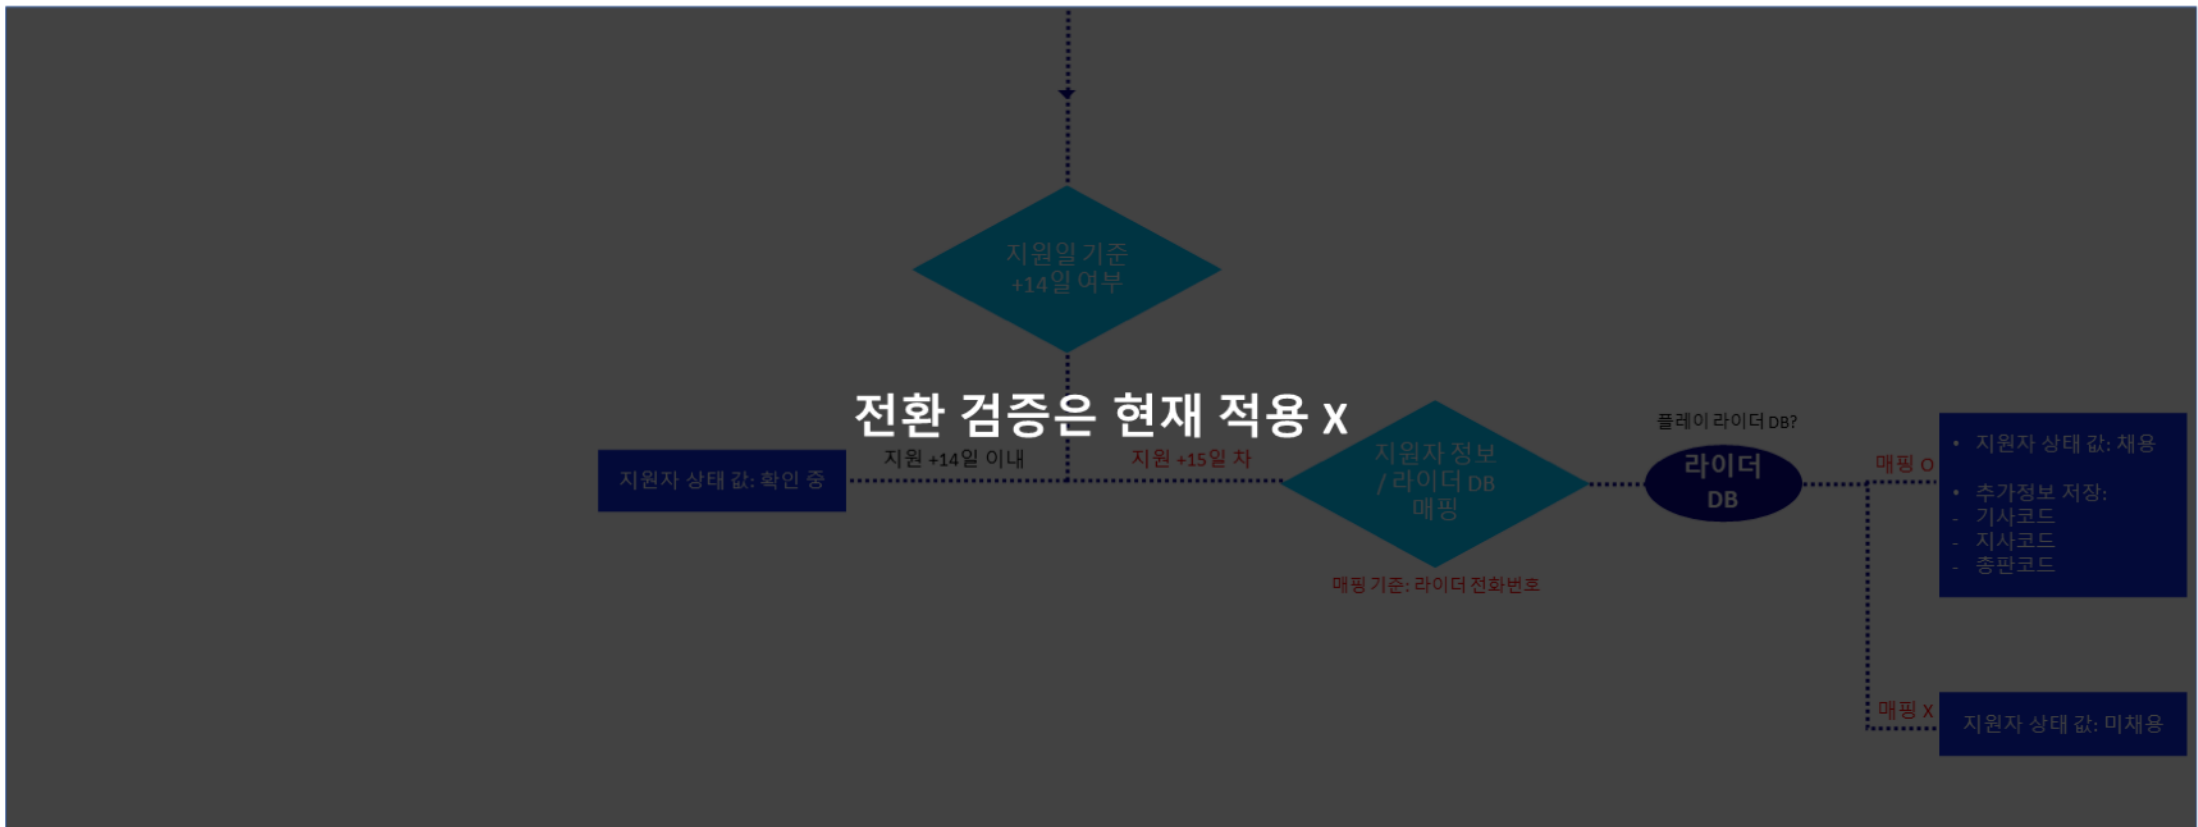 지원일 기준
+14일 여부
전환 검증은 현재 적용 X
지원자 상태 값: 확인 중
지원 +14일 이내
지원 +15일 차
지원자 정보
/ 라이더 DB
매핑
매핑 기준: 라이더 전화번호
플레이 라이더 DB?
라이더
DB
매핑 O
• 지원자 상태 값: 채용
• 추가정보 저장:
- 기사코드
- 지사코드
- 총판코드
매핑 X
지원자 상태 값: 미채용